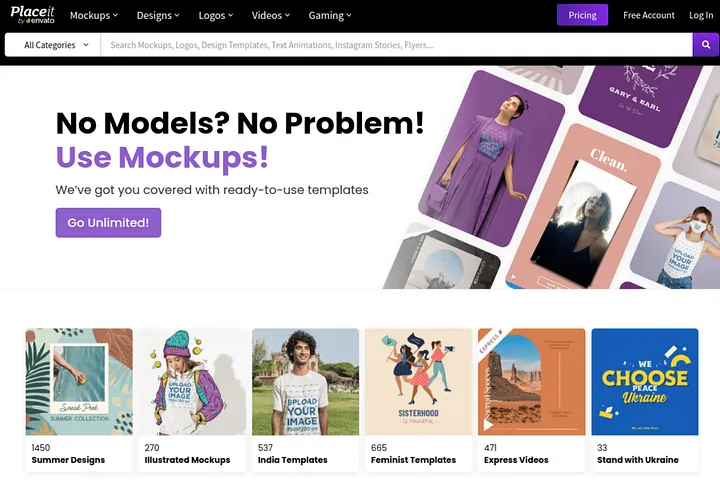 Placeit
by envato
Mockups
Designs
Logos
Videos
Gaming
Pricing
Free Account
Log In
All Categories
Search Mockups, Logos, Design Templates, Text Animations, Instagram Stories, Flyers...
No Models? No Problem!
Use Mockups!
We’ve got you covered with ready-to-use templates
Go Unlimited!
GARY & EARL
Clean.
UPLOAD
YOUR
IMAGE
UPLOAD
YOUR
IMAGE
Sneak Peek
SUMMER COLLECTION
UPLOAD
YOUR
IMAGE
UPLOAD
YOUR
IMAGE
SISTERHOOD
IS POWERFUL
EXPRESS
WE
CHOOSE
PEACE
Ukraine
1450
Summer Designs
270
Illustrated Mockups
537
India Templates
665
Feminist Templates
471
Express Videos
33
Stand with Ukraine